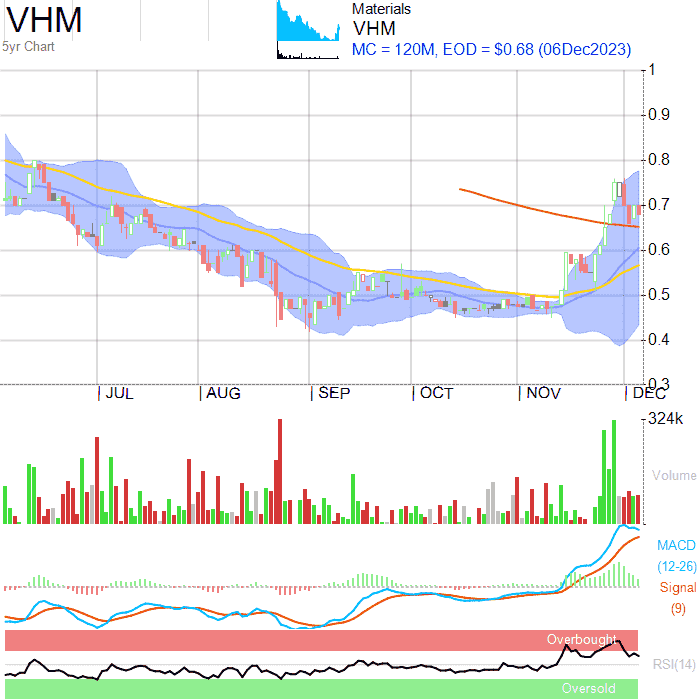 VHM
5yr Chart
Materials
VHM
MC = 120M, EOD = $0.68 (06Dec2023)
1
0.9
0.8
0.7
0.6
0.5
0.4
0.3
JUL AUG SEP OCT NOV DEC
324k
Volume
MACD
(12-26)
Signal
(9)
Overbought
RSI(14)
Oversold